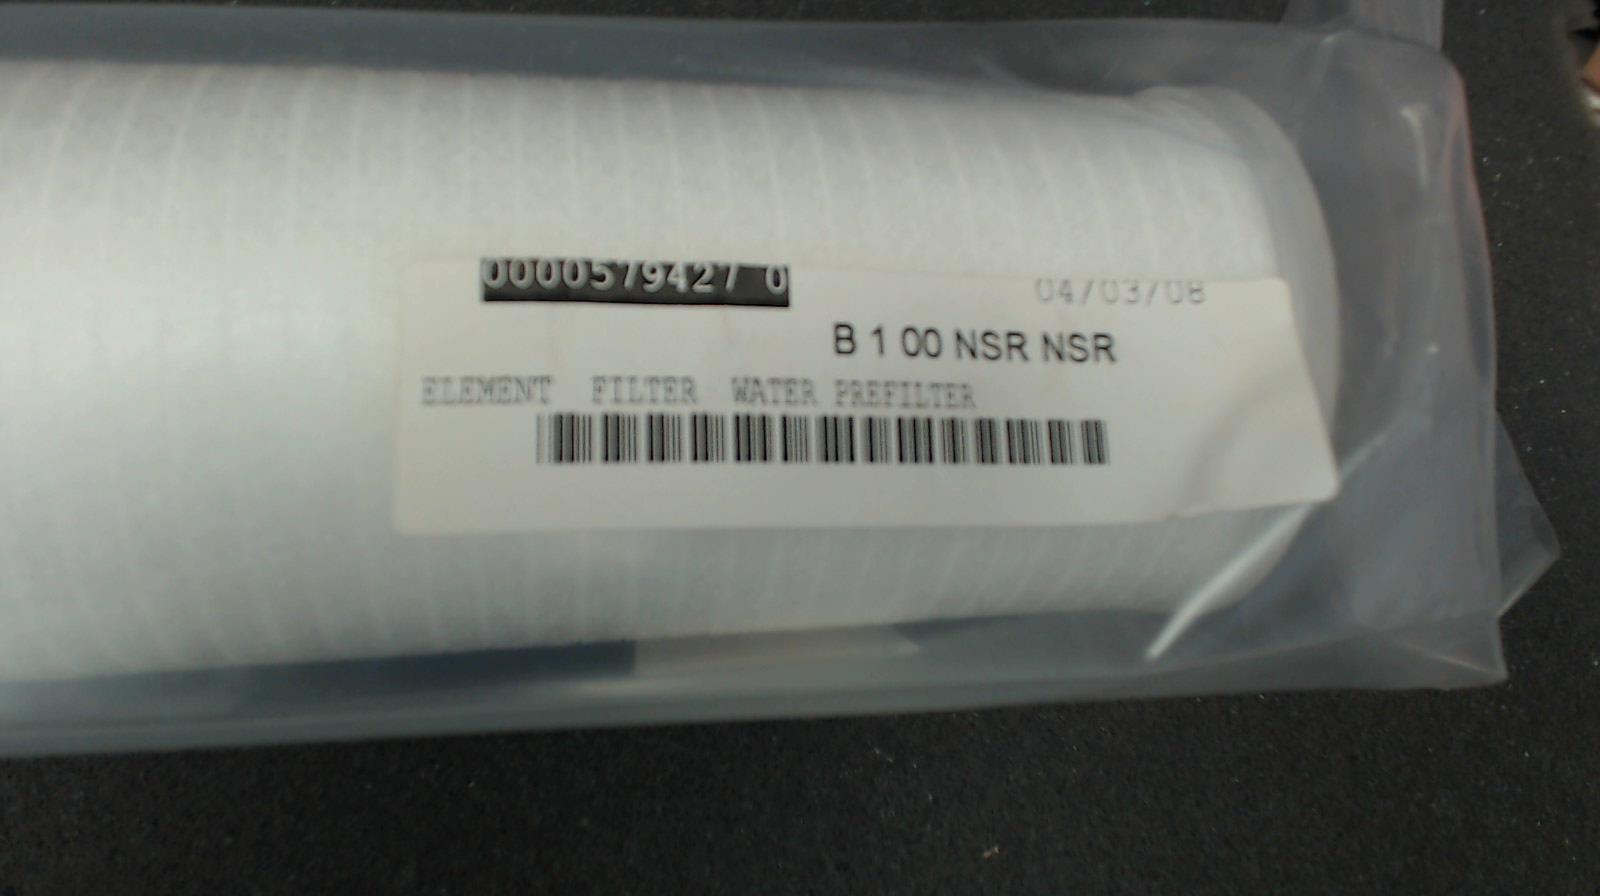 0000579427 0
04/03/08
B 1 00 NSR NSR
ELEMENT FILTER WATER PREFILTER